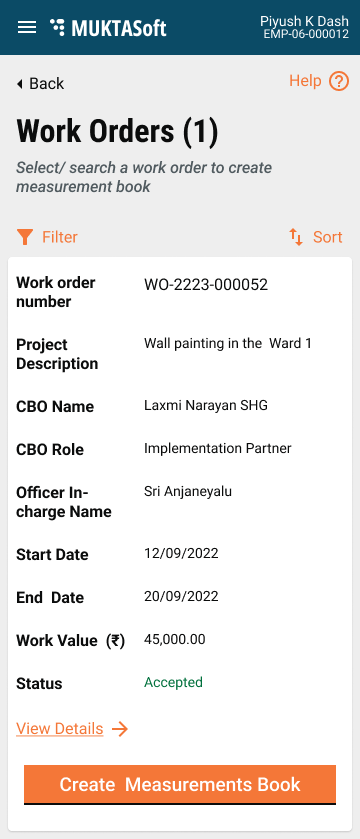 MUKTASoft
Piyush K Dash
EMP-06-000012
Back
Help
Work Orders (1)
Select/ search a work order to create
measurement book
Filter
Sort
Work order
number
WO-2223-000052
Project
Description
Wall painting in the  Ward 1
CBO Name
Laxmi Narayan SHG
CBO Role
Implementation Partner
Officer In-
charge Name
Sri Anjaneyalu
Start Date
12/09/2022
End  Date
20/09/2022
Work Value  (₹)
45,000.00
Status
Accepted
View Details
Create  Measurements Book